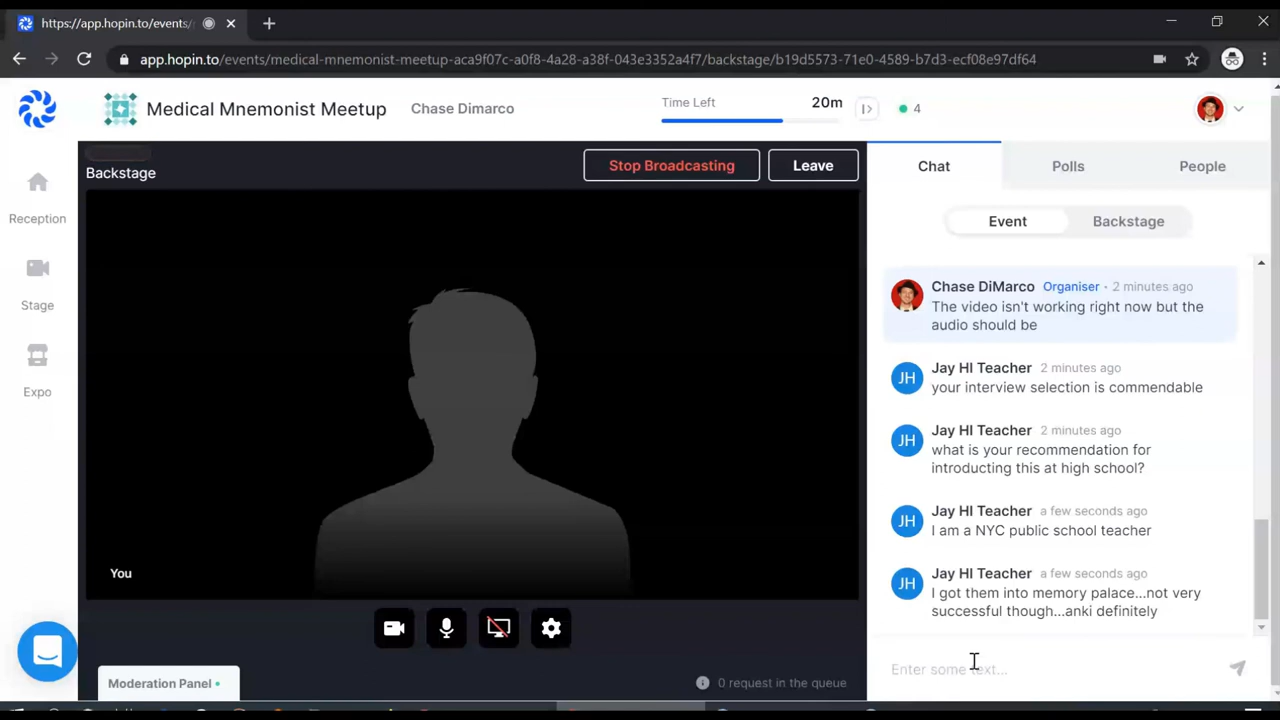 https://app.hopin.to/events/
app.hopin.to/events/medical-mnemonist-meetup-aca9f07c-a0f8-4a28-a38f-043e3352a4f7/backstage/b19d5573-71e0-4589-b7d3-ecf08e97df64
Medical Mnemonist Meetup
Chase Dimarco
Time Left
20m
4
Reception
Stage
Expo
Backstage
Stop Broadcasting
Leave
You
Moderation Panel
0 request in the queue
Chat
Polls
People
Event
Backstage
Chase DiMarco Organiser • 2 minutes ago
The video isn't working right now but the
audio should be
JH
Jay HI Teacher 2 minutes ago
your interview selection is commendable
JH
Jay HI Teacher 2 minutes ago
what is your recommendation for
introducting this at high school?
JH
Jay HI Teacher a few seconds ago
I am a NYC public school teacher
JH
Jay HI Teacher a few seconds ago
I got them into memory palace...not very
successful though...anki definitely
Enter some text...